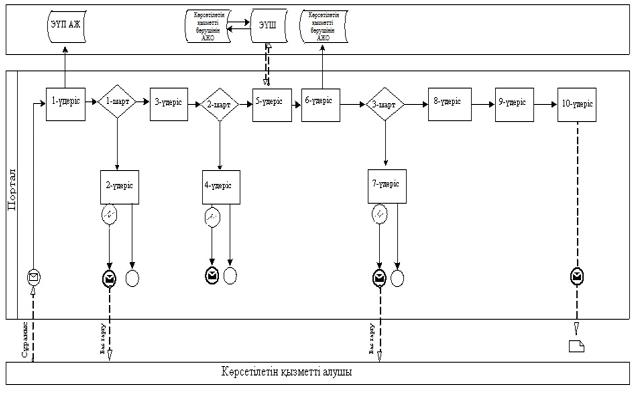 ЭҮП АЖ
Көрсетілетін
қызметті
берушінің
АЖО
ЭҮШ
Көрсетілетін
қызметті
берушінің
АЖО
Портал
1-үдеріс
1-шарт
3-үдеріс
2-шарт
5-үдеріс
6-үдеріс
3-шарт
8-үдеріс
9-үдеріс
10-үдеріс
2-үдеріс
4-үдеріс
7-үдеріс
Сұраныс
Бас тарту
Бас тарту
Көрсетілетін қызметті алушы